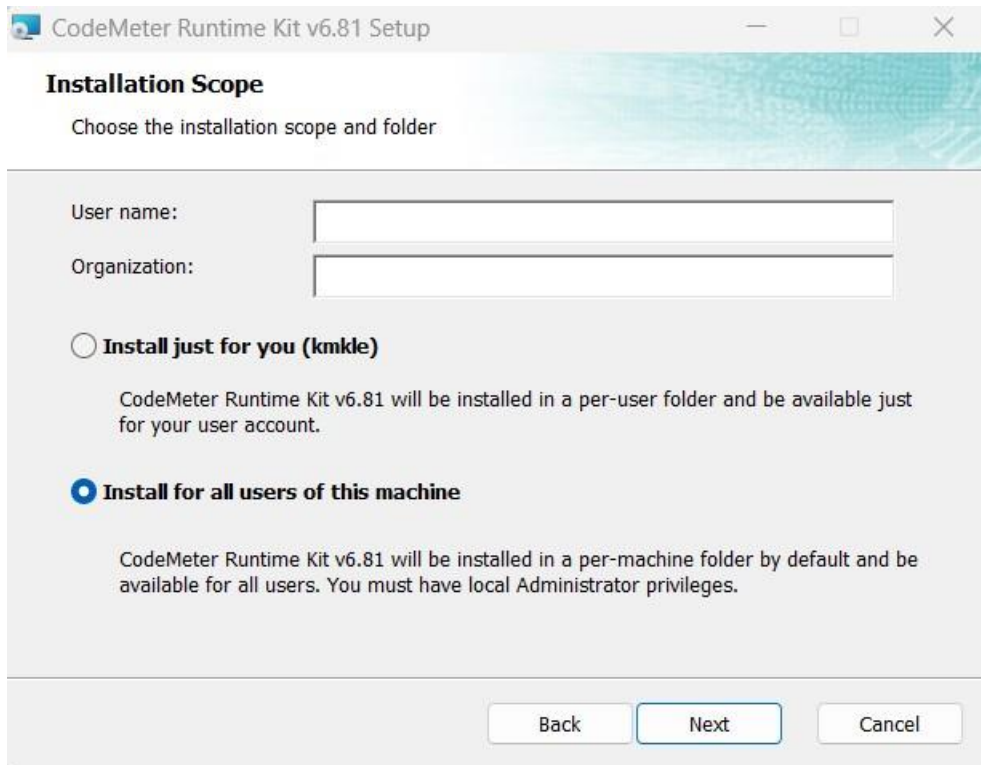 CodeMeter Runtime Kit v6.81 Setup
Installation Scope
Choose the installation scope and folder
User name:
Organization:
Install just for you (kmkle)
CodeMeter Runtime Kit v6.81 will be installed in a per-user folder and be available just
for your user account.
Install for all users of this machine
CodeMeter Runtime Kit v6.81 will be installed in a per-machine folder by default and be
available for all users. You must have local Administrator privileges.
Back Next Cancel